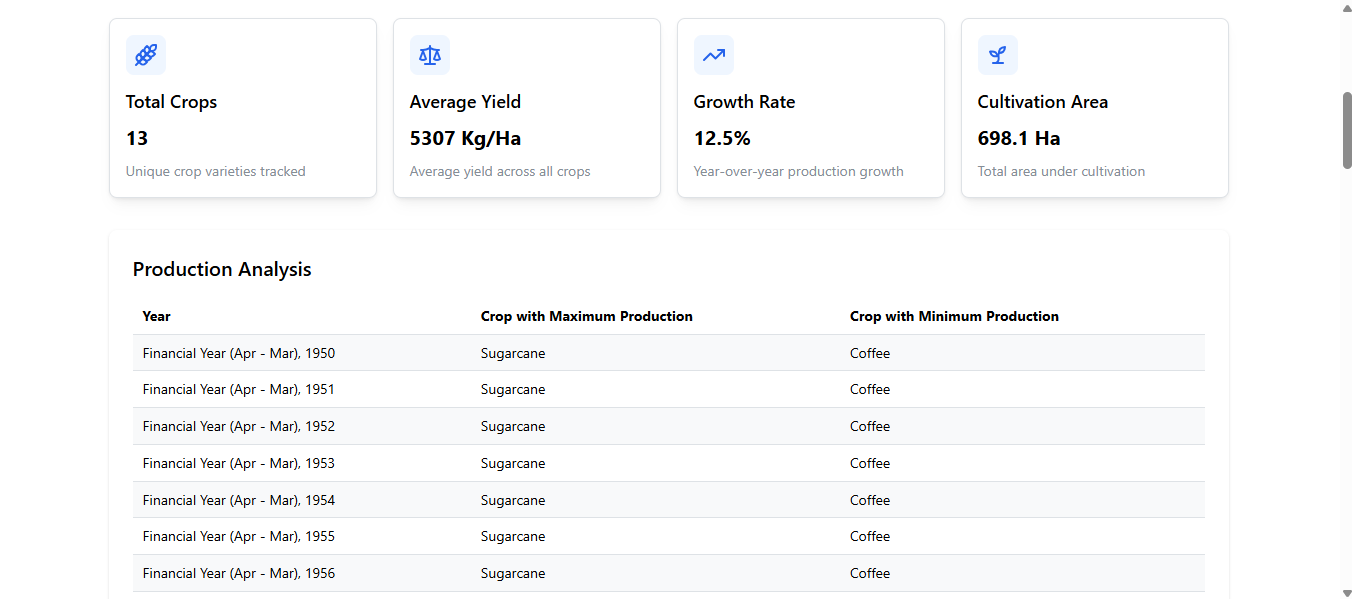 Total Crops
13
Unique crop varieties tracked
Average Yield
5307 Kg/Ha
Average yield across all crops
Growth Rate
12.5%
Year-over-year production growth
Cultivation Area
698.1 Ha
Total area under cultivation
Production Analysis
Year Crop with Maximum Production Crop with Minimum Production
Financial Year (Apr - Mar), 1950 Sugarcane Coffee
Financial Year (Apr - Mar), 1951 Sugarcane Coffee
Financial Year (Apr - Mar), 1952 Sugarcane Coffee
Financial Year (Apr - Mar), 1953 Sugarcane Coffee
Financial Year (Apr - Mar), 1954 Sugarcane Coffee
Financial Year (Apr - Mar), 1955 Sugarcane Coffee
Financial Year (Apr - Mar), 1956 Sugarcane Coffee